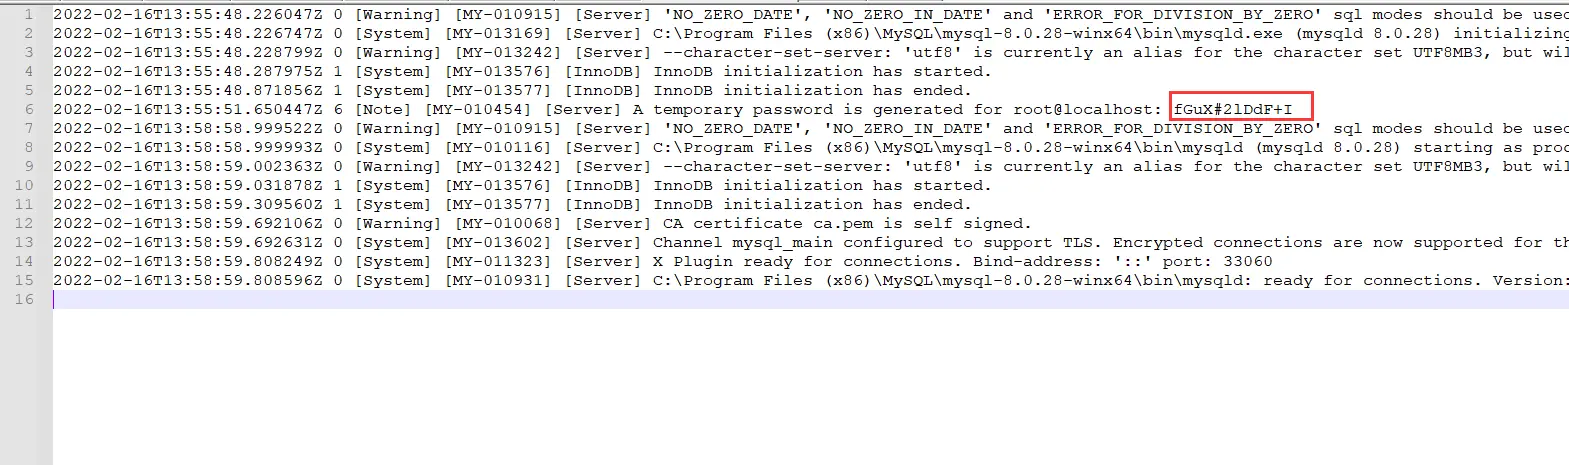 1 2022-02-16T13:55:48.226047Z 0 [Warning] [MY-010915] [Server] 'NO_ZERO_DATE', 'NO_ZERO_IN_DATE' and 'ERROR_FOR_DIVISION_BY_ZERO' sql modes should be used
2 2022-02-16T13:55:48.226747Z 0 [System] [MY-013169] [Server] C:\Program Files (x86)\MySQL\mysql-8.0.28-winx64\bin\mysqld.exe (mysqld 8.0.28) initializing
3 2022-02-16T13:55:48.228799Z 0 [Warning] [MY-013242] [Server] --character-set-server: 'utf8' is currently an alias for the character set UTF8MB3, but wil
4 2022-02-16T13:55:48.287975Z 1 [System] [MY-013576] [InnoDB] InnoDB initialization has started.
5 2022-02-16T13:55:48.871856Z 1 [System] [MY-013577] [InnoDB] InnoDB initialization has ended.
6 2022-02-16T13:55:51.650447Z 6 [Note] [MY-010454] [Server] A temporary password is generated for root@localhost: fGuX#2lDdF+I
7 2022-02-16T13:58:58.999522Z 0 [Warning] [MY-010915] [Server] 'NO_ZERO_DATE', 'NO_ZERO_IN_DATE' and 'ERROR_FOR_DIVISION_BY_ZERO' sql modes should be used
8 2022-02-16T13:58:58.999993Z 0 [System] [MY-010116] [Server] C:\Program Files (x86)\MySQL\mysql-8.0.28-winx64\bin\mysqld (mysqld 8.0.28) starting as proc
9 2022-02-16T13:58:59.002363Z 0 [Warning] [MY-013242] [Server] --character-set-server: 'utf8' is currently an alias for the character set UTF8MB3, but wil
10 2022-02-16T13:58:59.031878Z 1 [System] [MY-013576] [InnoDB] InnoDB initialization has started.
11 2022-02-16T13:58:59.309560Z 1 [System] [MY-013577] [InnoDB] InnoDB initialization has ended.
12 2022-02-16T13:58:59.692106Z 0 [Warning] [MY-010068] [Server] CA certificate ca.pem is self signed.
13 2022-02-16T13:58:59.692631Z 0 [System] [MY-013602] [Server] Channel mysql_main configured to support TLS. Encrypted connections are now supported for th
14 2022-02-16T13:58:59.808249Z 0 [System] [MY-011323] [Server] X Plugin ready for connections. Bind-address: '::' port: 33060
15 2022-02-16T13:58:59.808596Z 0 [System] [MY-010931] [Server] C:\Program Files (x86)\MySQL\mysql-8.0.28-winx64\bin\mysqld: ready for connections. Version:
16